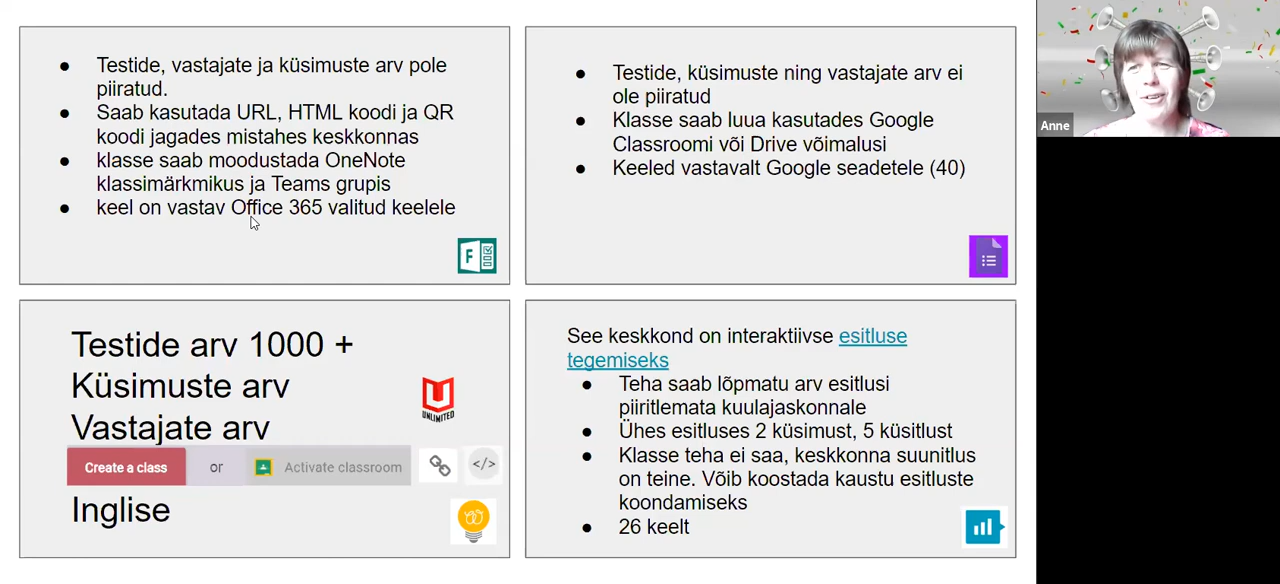 Testide, vastajate ja küsimuste arv pole
piiratud.
Saab kasutada URL, HTML koodi ja QR
koodi jagades mistahes keskkonnas
klasse saab moodustada OneNote
klassimärkmikus ja Teams grupis
keel on vastav Office 365 valitud keelele
F
Testide, küsimuste ning vastajate arv ei
ole piiratud
Klasse saab luua kasutades Google
Classroomi või Drive võimalusi
Keeled vastavalt Google seadetele (40)
Anne
Testide arv 1000 +
Küsimuste arv
Vastajate arv
UNLIMITED
Create a class or Activate classroom </>
Inglise
See keskkond on interaktiivse esitluse
tegemiseks
Teha saab lõpmatu arv esitlusi
piiritlemata kuulajaskonnale
Ühes esitluses 2 küsimust, 5 küsitlust
Klasse teha ei saa, keskkonna suunitlus
on teine. Võib koostada kaustu esitluste
koondamiseks
26 keelt